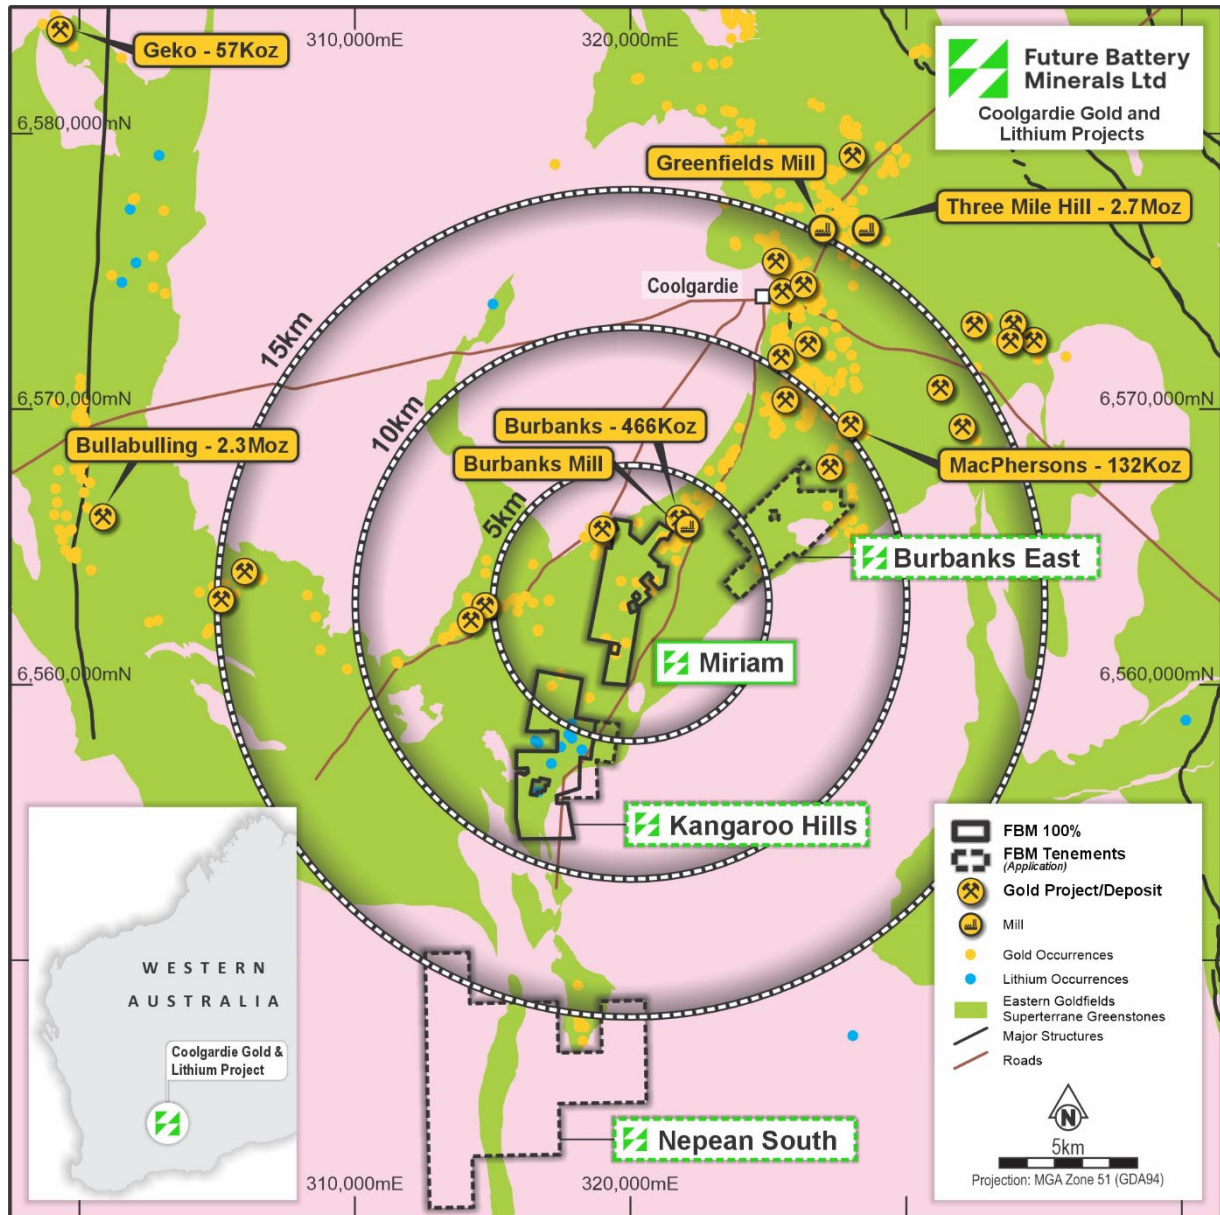 310,000mE
320,000mE
Geko - 57Koz
Future Battery
Minerals Ltd
Coolgardie Gold and
Lithium Projects
6,580,000mN
Greenfields Mill
Three Mile Hill - 2.7Moz
Coolgardie
15km
10km
5km
6,570,000mN
6,570,000mN
Bullabulling - 2.3Moz
Burbanks - 466Koz
Burbanks Mill
MacPhersons - 132Koz
Burbanks East
Miriam
6,560,000mN
6,560,000mN
Kangaroo Hills
Nepean South
WESTERN
AUSTRALIA
Coolgardie Gold &
Lithium Project
FBM 100%
FBM Tenements
(Application)
Gold Project/Deposit
Mill
Gold Occurrences
Lithium Occurrences
Eastern Goldfields
Superterrane Greenstones
Major Structures
Roads
N
5km
Projection: MGA Zone 51 (GDA94)
310,000mE
320,000mE